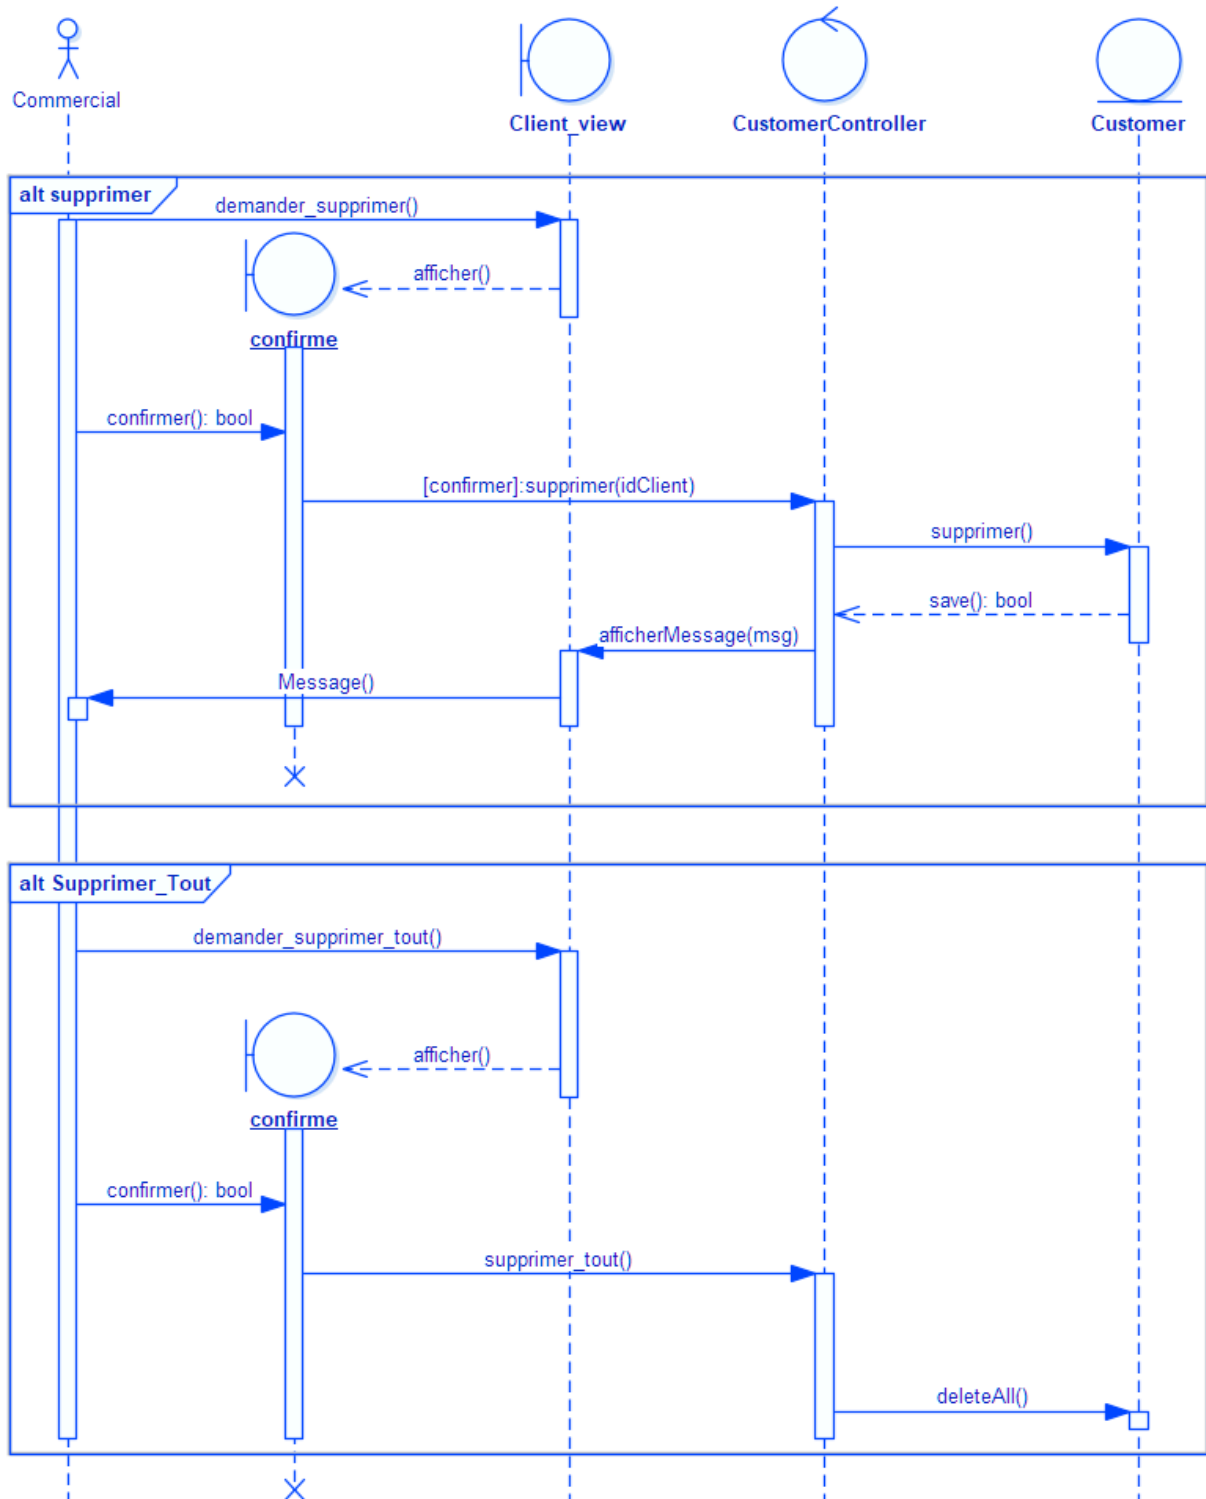 Commercial
Client_view
CustomerController
Customer
alt supprimer
demander_supprimer()
afficher()
confirme
confirmer(): bool
[confirmer]:supprimer(idClient)
supprimer()
save(): bool
afficherMessage(msg)
Message()
alt Supprimer_Tout
demander_supprimer_tout()
afficher()
confirme
confirmer(): bool
supprimer_tout()
deleteAll()